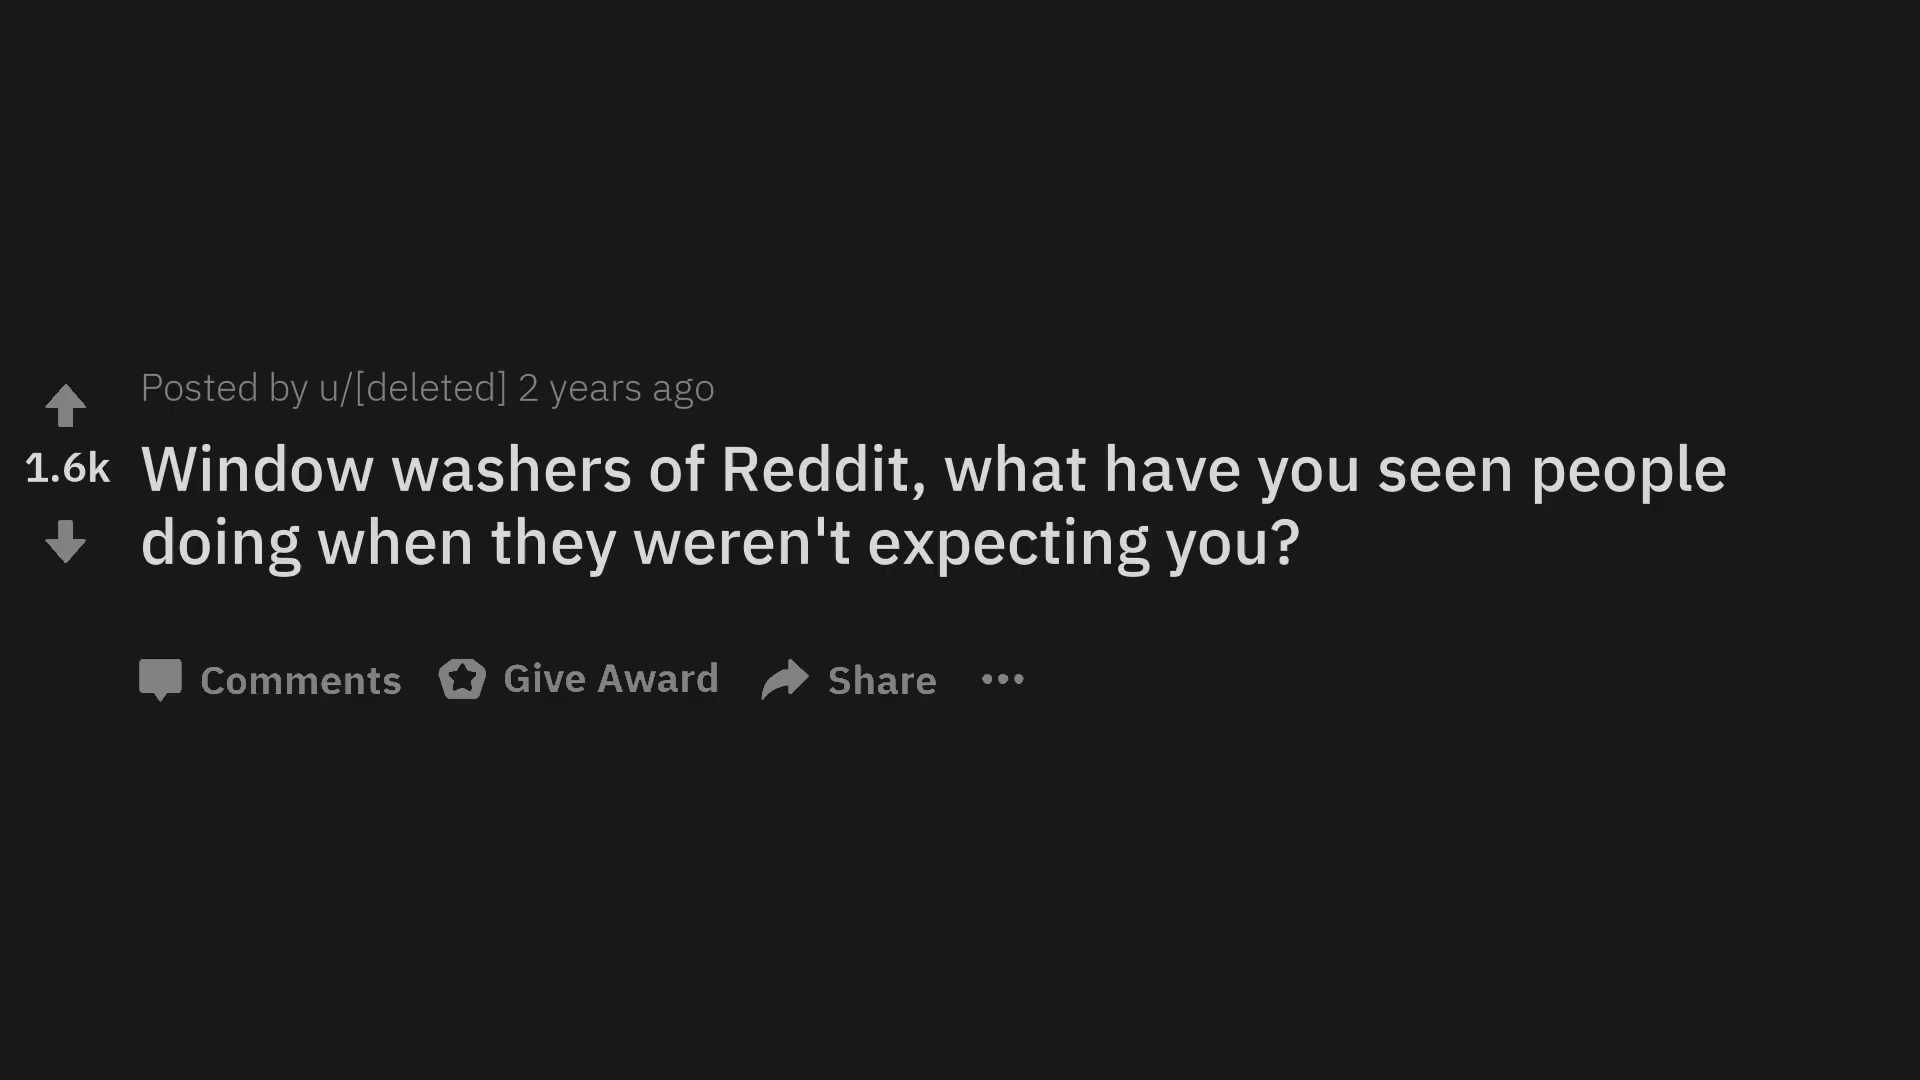 Posted by u/[deleted] 2 years ago
1.6k
Window washers of Reddit, what have you seen people
doing when they weren't expecting you?
Comments Give Award Share ...